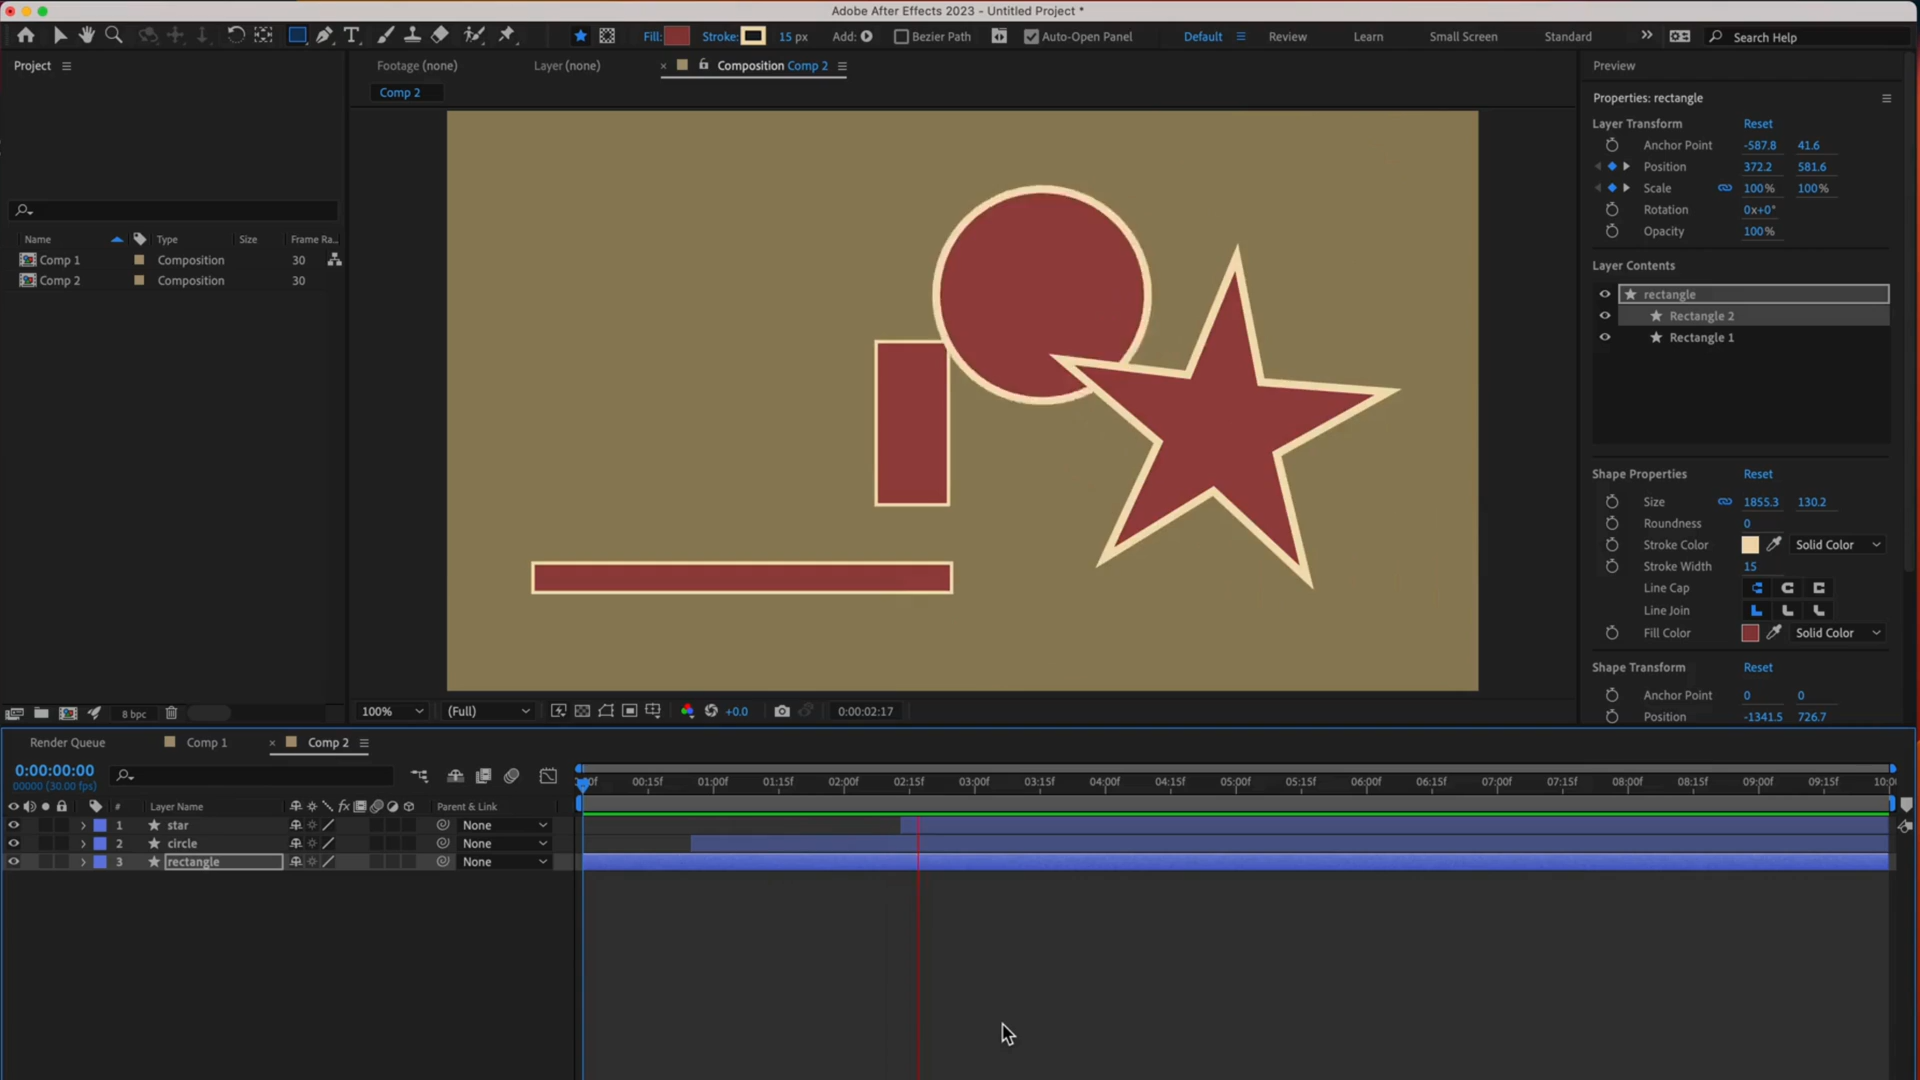 Adobe After Effects 2023 - Untitled Project *
Fill: Stroke: 15 px Add: Bezier Path Auto-Open Panel Default Review Learn Small Screen Standard Search Help
Project
Footage (none) Layer (none) × Composition Comp 2
Comp 2
Name Type Size Frame Ra..
Comp 1 Composition 30
Comp 2 Composition 30
Preview
Properties: rectangle
Layer Transform Reset
Anchor Point -587.8 41.6
Position 372.2 581.6
Scale 100% 100%
Rotation 0x+0°
Opacity 100%
Layer Contents
rectangle
Rectangle 2
Rectangle 1
Shape Properties Reset
Size 1855.3 130.2
Roundness 0
Stroke Color Solid Color
Stroke Width 15
Line Cap
Line Join
Fill Color Solid Color
Shape Transform Reset
Anchor Point 0 0
Position -1341.5 726.7
8 bpc
100% (Full) +0.0 0:00:02:17
Render Queue Comp 1 × Comp 2
0:00:00:00
00000 (30.00 fps)
:00f 00:15f 01:00f 01:15f 02:00f 02:15f 03:00f 03:15f 04:00f 04:15f 05:00f 05:15f 06:00f 06:15f 07:00f 07:15f 08:00f 08:15f 09:00f 09:15f 10:00
# Layer Name fx Parent & Link
1 star None
2 circle None
3 rectangle None